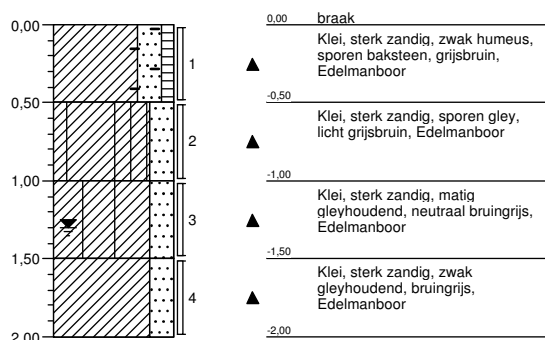 0,00
0,50
1,00
1,50
2,00
1
2
3
4
0,00
braak
Klei, sterk zandig, zwak humeus,
sporen baksteen, grijsbruin,
Edelmanboor
-0,50
Klei, sterk zandig, sporen gley,
licht grijsbruin, Edelmanboor
-1,00
Klei, sterk zandig, matig
gleyhoudend, neutraal bruingrijs,
Edelmanboor
-1,50
Klei, sterk zandig, zwak
gleyhoudend, bruingrijs,
Edelmanboor
-2,00